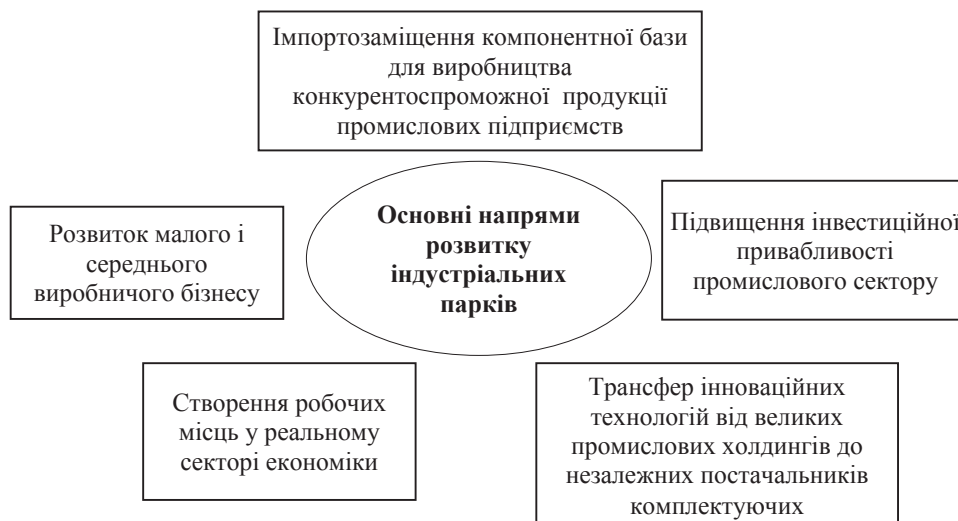 Імпортозаміщення компонентної бази
для виробництва
конкурентоспроможної продукції
промислових підприємств
Розвиток малого і
середнього
виробничого бізнесу
Основні напрями
розвитку
індустріальних
парків
Підвищення інвестиційної
привабливості
промислового сектору
Створення робочих
місць у реальному
секторі економіки
Трансфер інноваційних
технологій від великих
промислових холдингів до
незалежних постачальників
комплектуючих